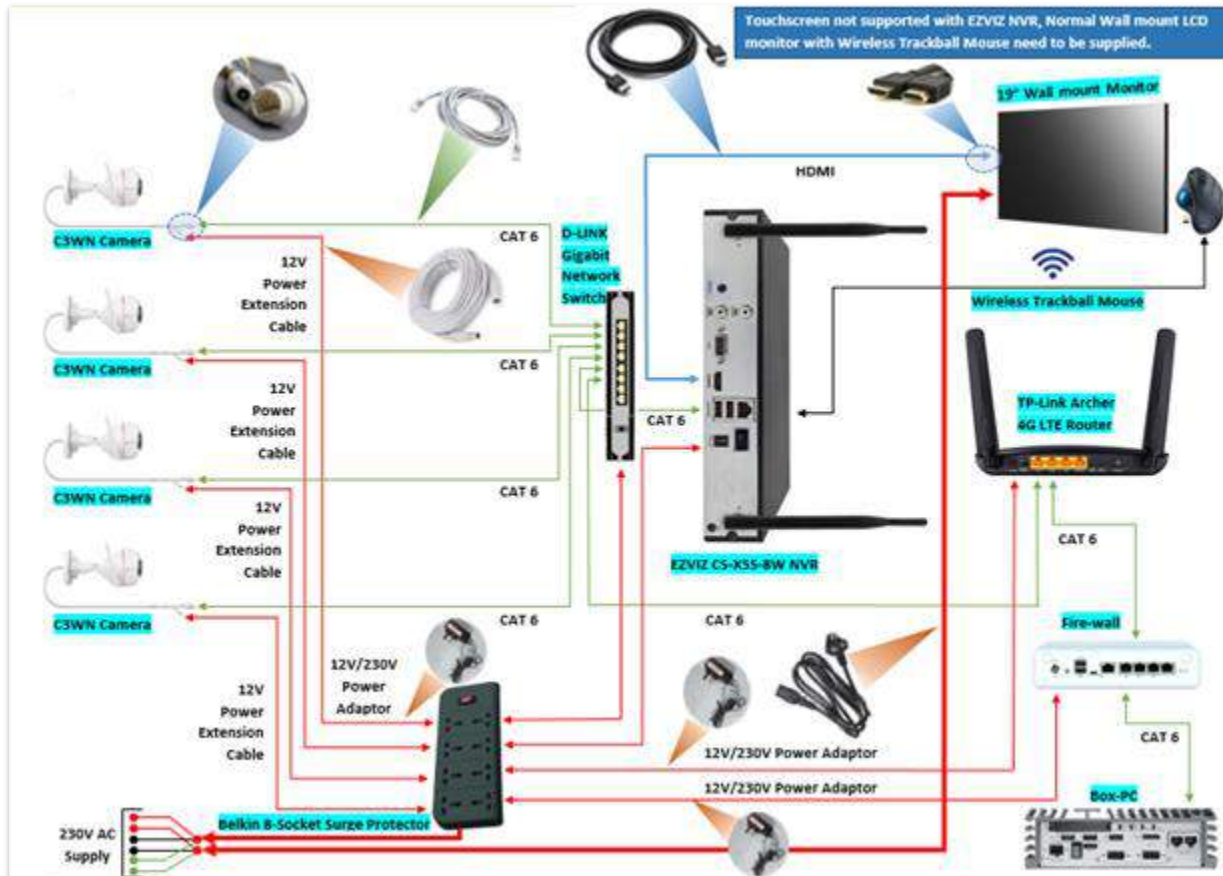 Touchscreen not supported with EZVIZ NVR, Normal Wall mount LCD
monitor with Wireless Trackball Mouse need to be supplied.
19" Wall mount Monitor
HDMI
C3WN Camera
CAT 6
D-LINK
Gigabit
Network
Switch
12V
Power
Extension
Cable
Wireless Trackball Mouse
C3WN Camera
CAT 6
12V
Power
Extension
Cable
CAT 6
TP-Link Archer
4G LTE Router
C3WN Camera
CAT 6
12V
Power
Extension
Cable
EZVIZ CS-X5S-8W NVR
CAT 6
C3WN Camera
CAT 6
CAT 6
Fire-wall
12V/230V
Power
Adaptor
12V
Power
Extension
Cable
CAT 6
12V/230V Power Adaptor
12V/230V Power Adaptor
Box-PC
Belkin 8-Socket Surge Protector
230V AC
Supply